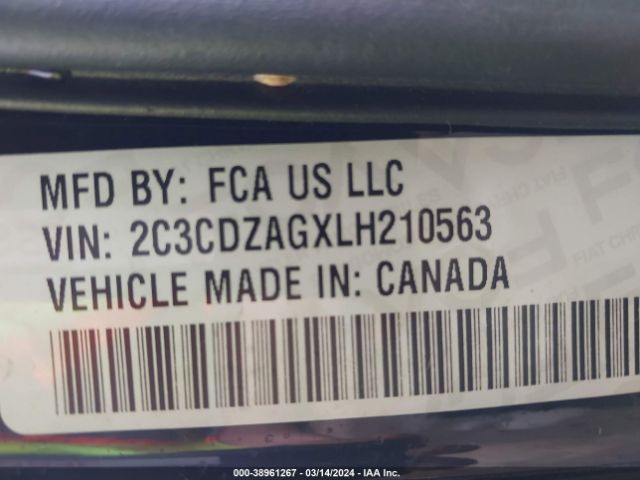 MFD BY: FCA US LLC
VIN: 2C3CDZAGXLH210563
VEHICLE MADE IN: CANADA
000-38961267 - 03/14/2024 - IAA Inc.